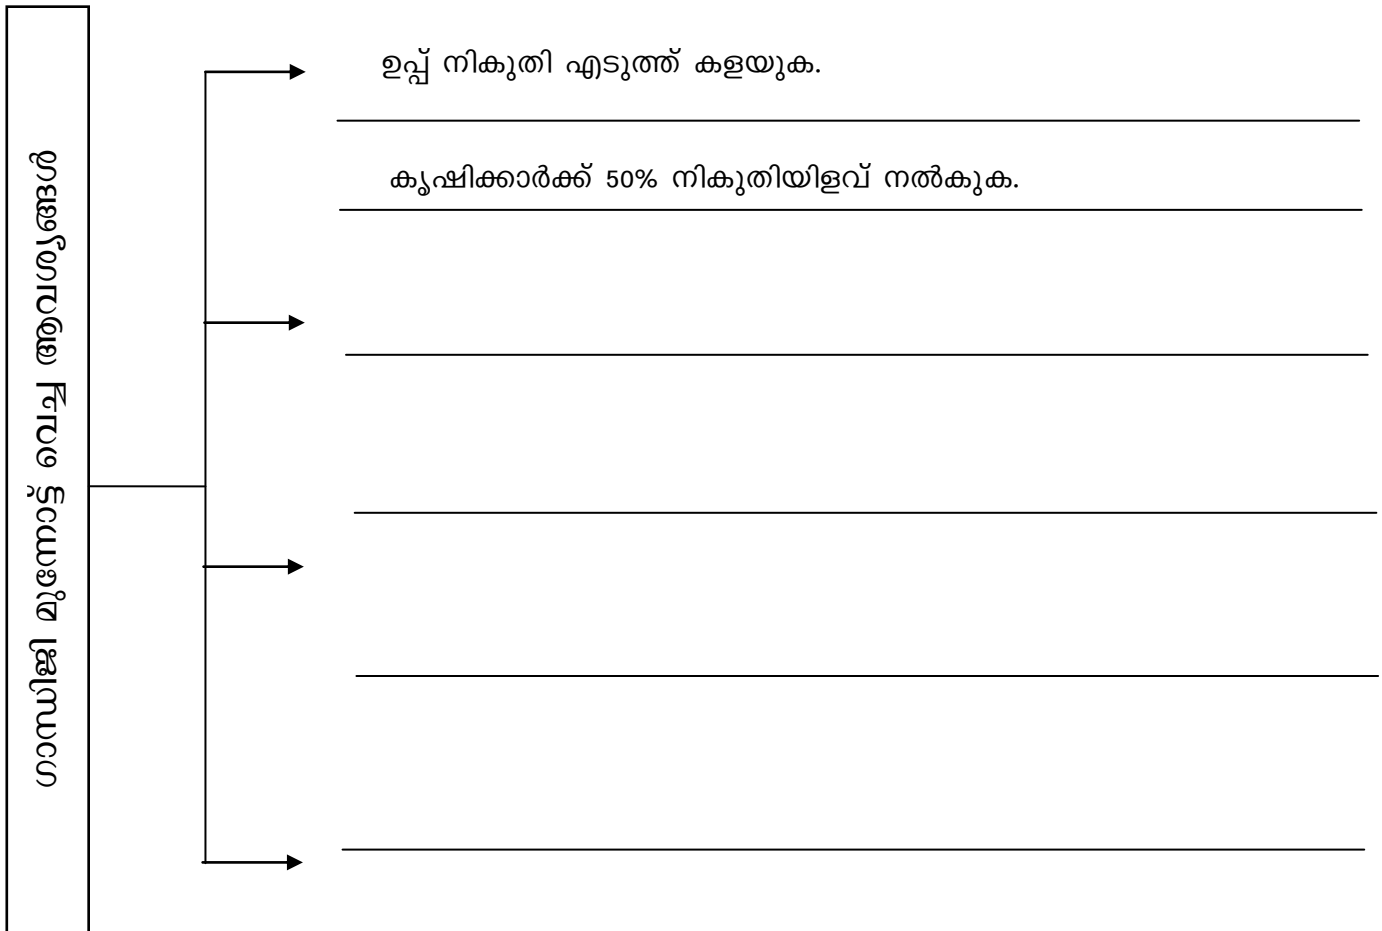 ഗാന്ധിജി മുന്നോട്ട് വെച്ച ആവശ്യങ്ങൾ
ഉപ്പ് നികുതി എടുത്ത് കളയുക.
കൃഷിക്കാർക്ക് 50% നികുതിയിളവ് നൽകുക.